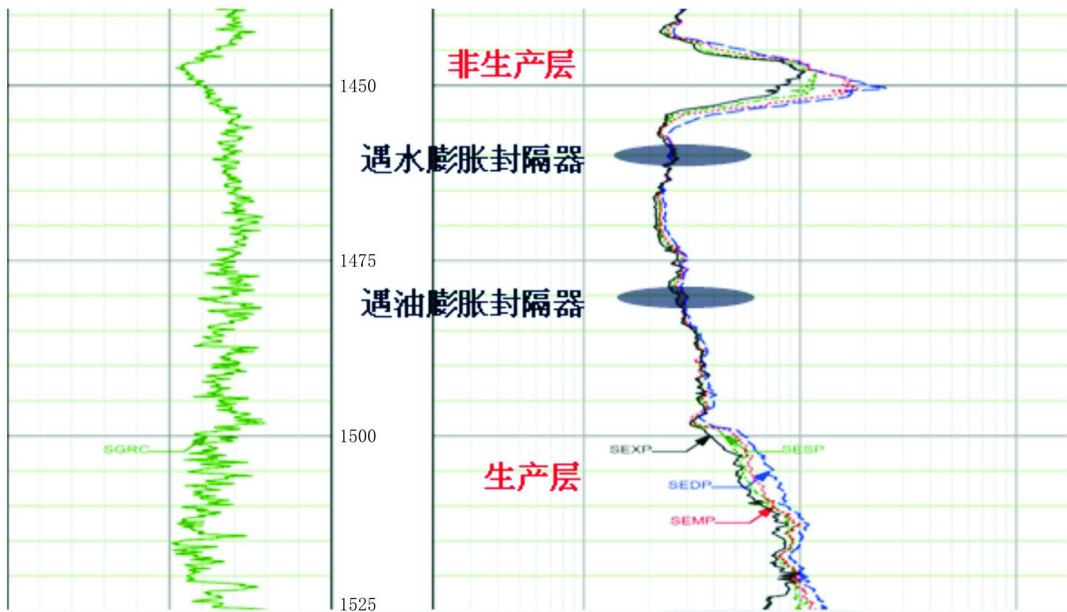 非生产层
1450
遇水膨胀封隔器
1475
遇油膨胀封隔器
1500
SGRC
SEXP
SESP
生产层
SEDP
SEMP
1525